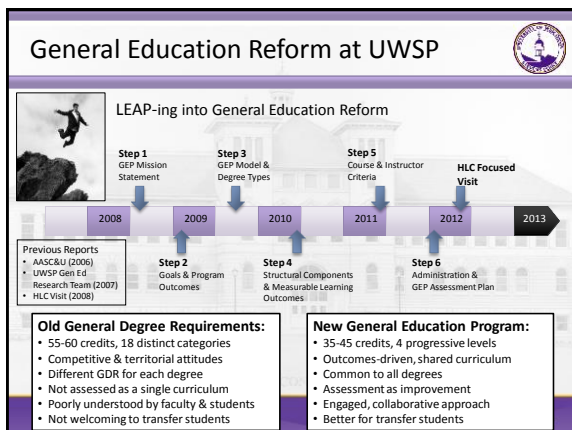 General Education Reform at UWSP
LEAP-ing into General Education Reform
Step 1
GEP Mission
Statement
Step 3
GEP Model &
Degree Types
Step 5
Course & Instructor
Criteria
HLC Focused
Visit
2008 2009 2010 2011 2012 2013
Previous Reports
• AASC&U (2006)
• UWSP Gen Ed
Research Team (2007)
• HLC Visit (2008)
Step 2
Goals & Program
Outcomes
Step 4
Structural Components
& Measurable Learning
Outcomes
Step 6
Administration &
GEP Assessment Plan
Old General Degree Requirements:
• 55-60 credits, 18 distinct categories
• Competitive & territorial attitudes
• Different GDR for each degree
• Not assessed as a single curriculum
• Poorly understood by faculty & students
• Not welcoming to transfer students
New General Education Program:
• 35-45 credits, 4 progressive levels
• Outcomes-driven, shared curriculum
• Common to all degrees
• Assessment as improvement
• Engaged, collaborative approach
• Better for transfer students